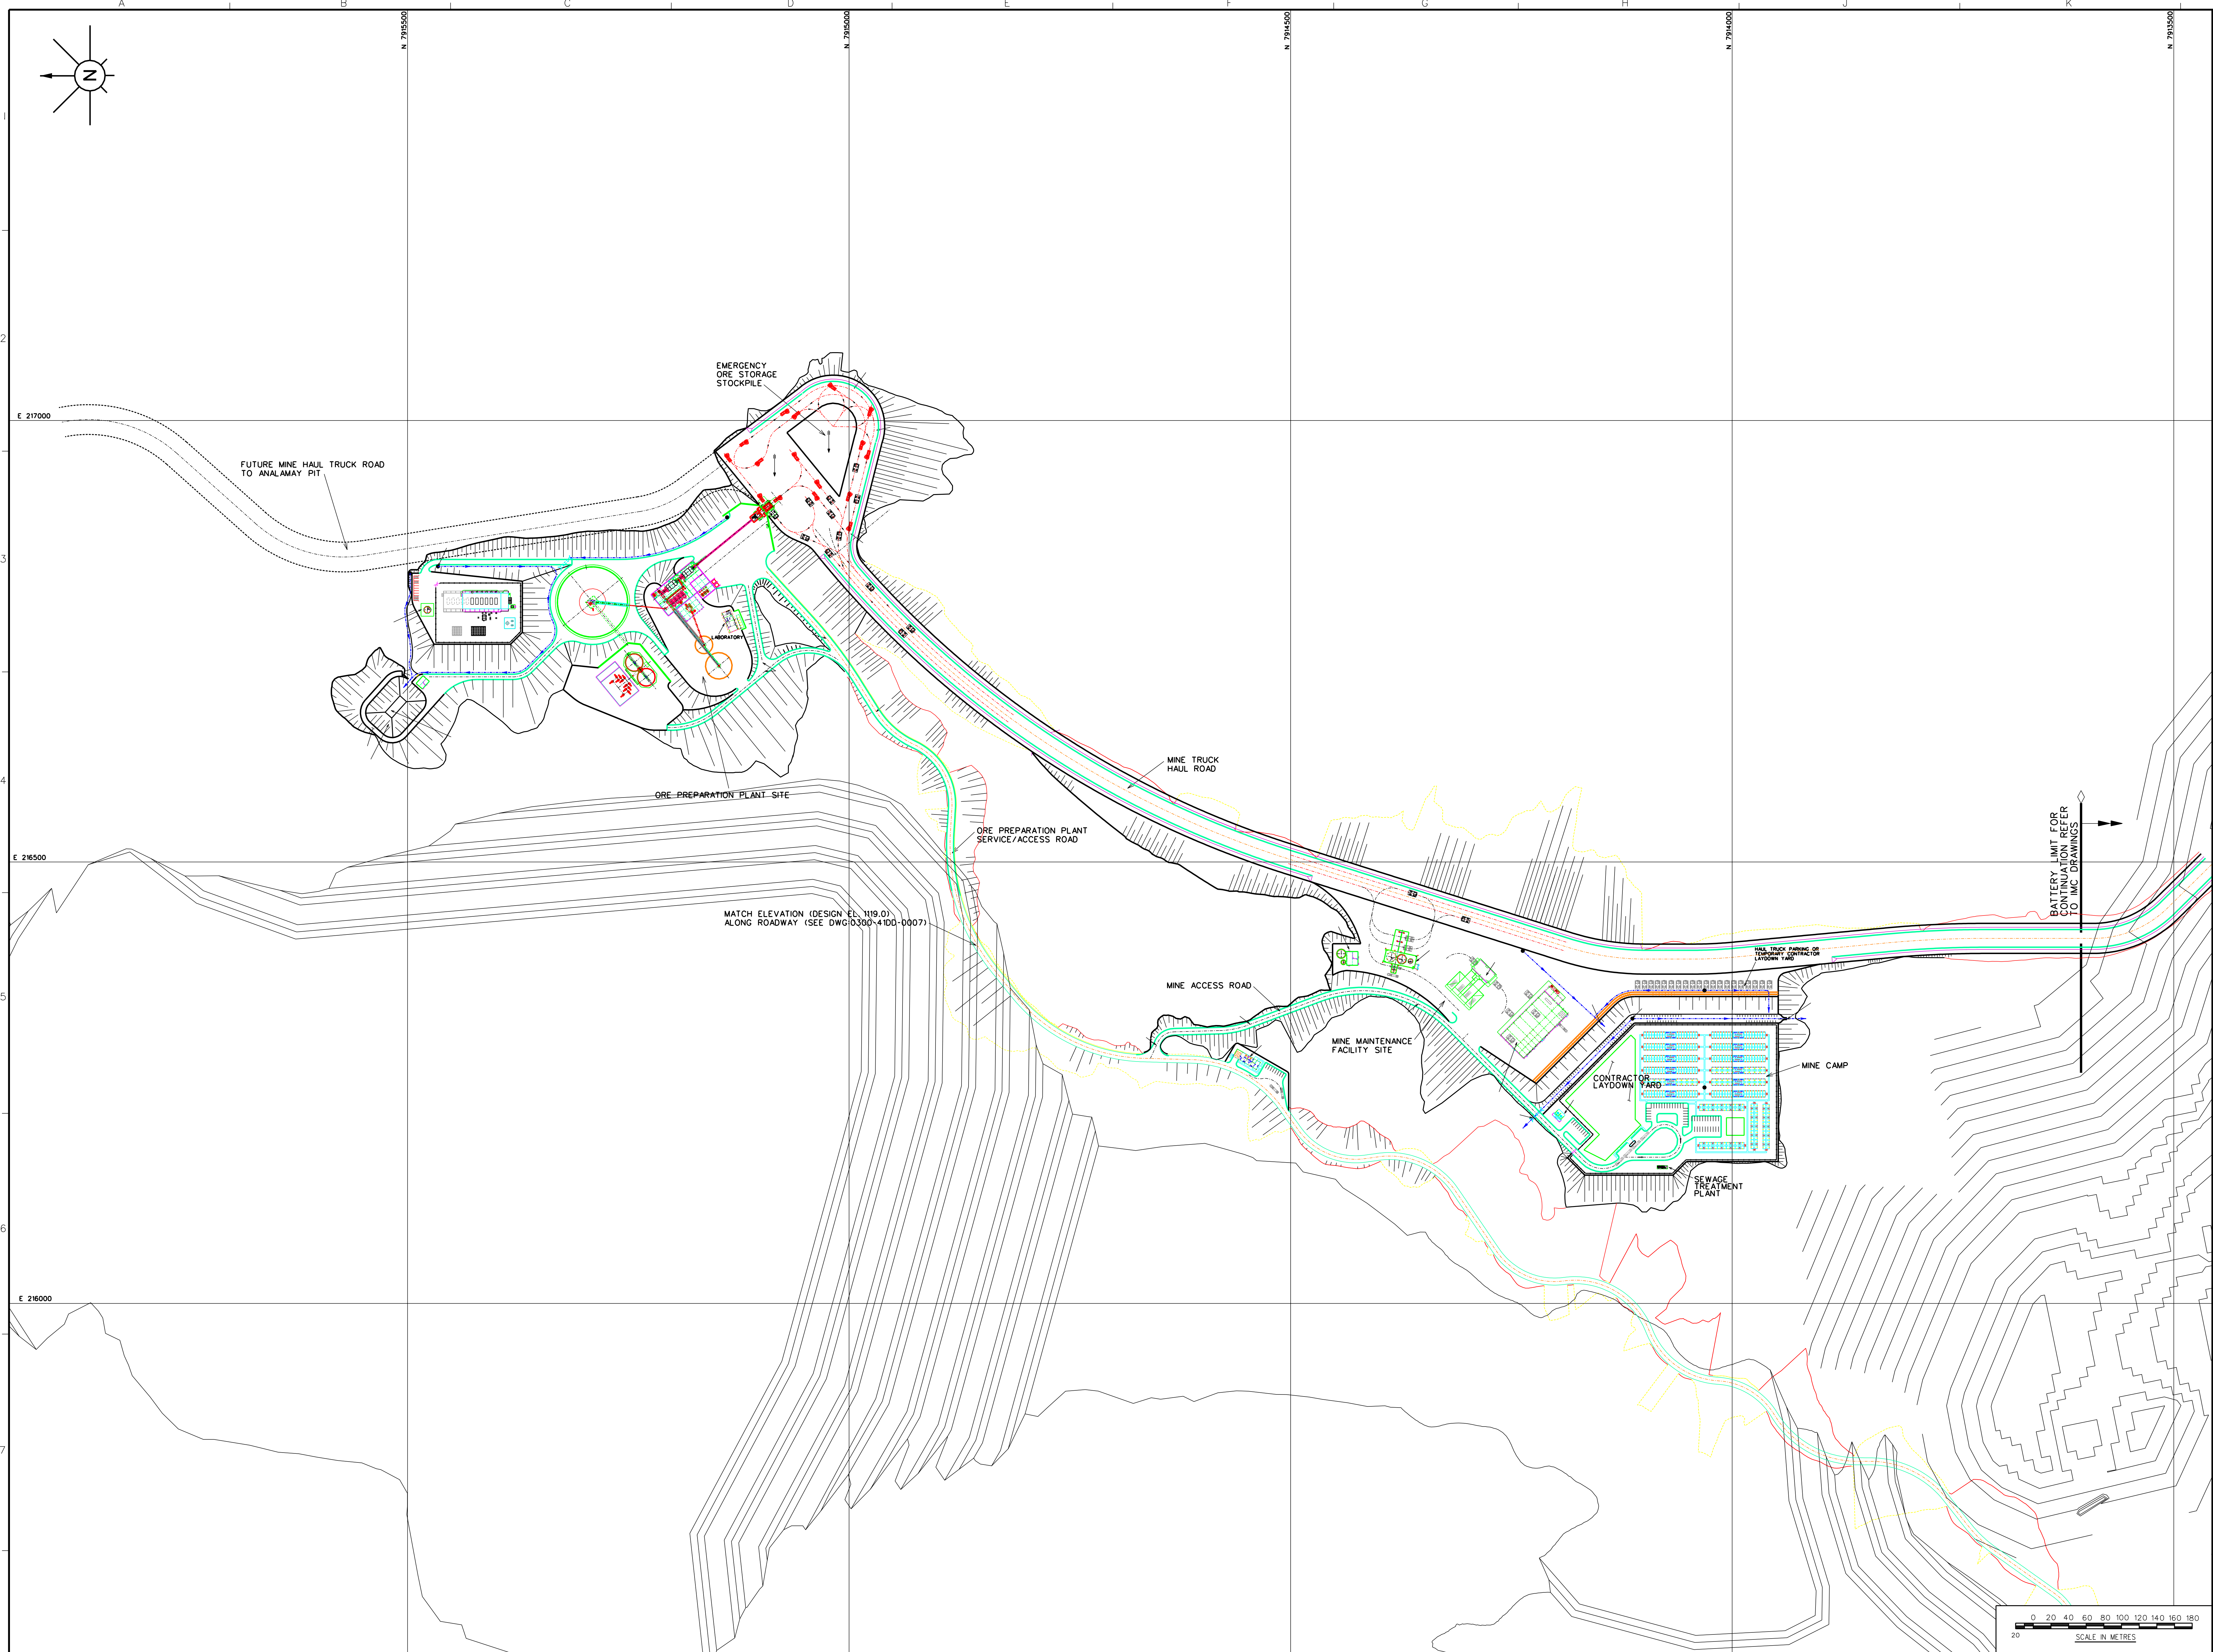 A B C D E F G H J K
N 7915500
N 7915000
N 7914500
N 7914000
N 7913500
N
1
2
3
4
5
6
7
EMERGENCY
ORE STORAGE
STOCKPILE
E 217000
FUTURE MINE HAUL TRUCK ROAD
TO ANALAMAY PIT
LABORATORY
MINE TRUCK
HAUL ROAD
ORE PREPARATION PLANT SITE
ORE PREPARATION PLANT
SERVICE/ACCESS ROAD
E 216500
BATTERY LIMIT FOR
CONTINUATION REFER
TO IMC DRAWINGS
MATCH ELEVATION (DESIGN EL. 1119.0)
ALONG ROADWAY (SEE DWG 0300-41DD-0007)
HAUL TRUCK PARKING OR
TEMPORARY CONTRACTOR
LAYDOWN YARD
MINE ACCESS ROAD
MINE MAINTENANCE
FACILITY SITE
MINE CAMP
CONTRACTOR
LAYDOWN YARD
SEWAGE
TREATMENT
PLANT
E 216000
0 20 40 60 80 100 120 140 160 180
20
SCALE IN METRES